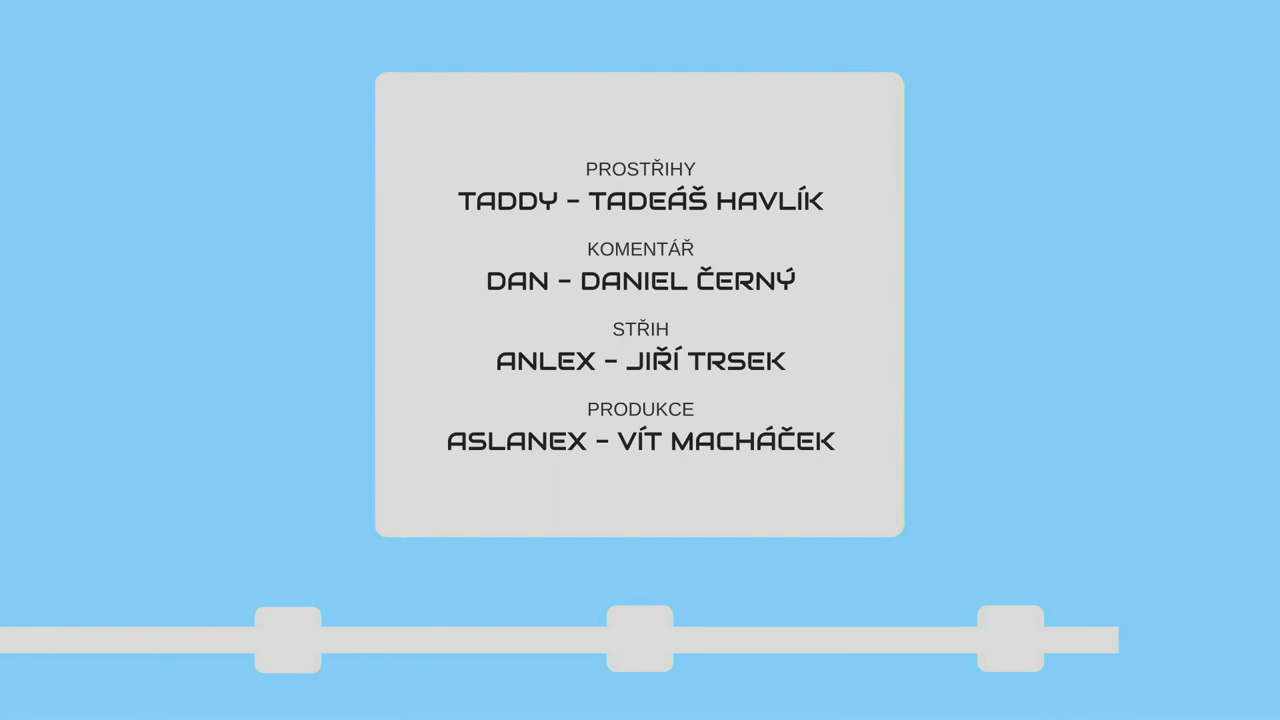 PROSTŘIHY
TADDY – TADEÁŠ HAVLÍK
KOMENTÁŘ
DAN – DANIEL ČERNÝ
STŘIH
ANLEX – JIŘÍ TRSEK
PRODUKCE
ASLANEX – VÍT MACHÁČEK